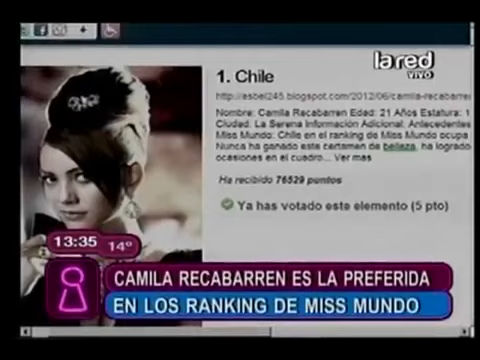 la red
vivo
1. Chile
http://asbel245.blogspot.com/2012/06/camila-recabarren
Nombre: Camila Recabarren Edad: 21 Años Estatura: 1
Ciudad. La Serena Información Adicional: Antecedentes
Miss Mundo: Chile en el ranking de Miss Mundo ocupa
Nunca ha ganado este certamen de belleza, ha logrado
ocasiones en el cuadro... Ver mas
Ha recibido 76529 puntos
Ya has votado este elemento (5 pto)
13:35 14°
CAMILA RECABARREN ES LA PREFERIDA
EN LOS RANKING DE MISS MUNDO